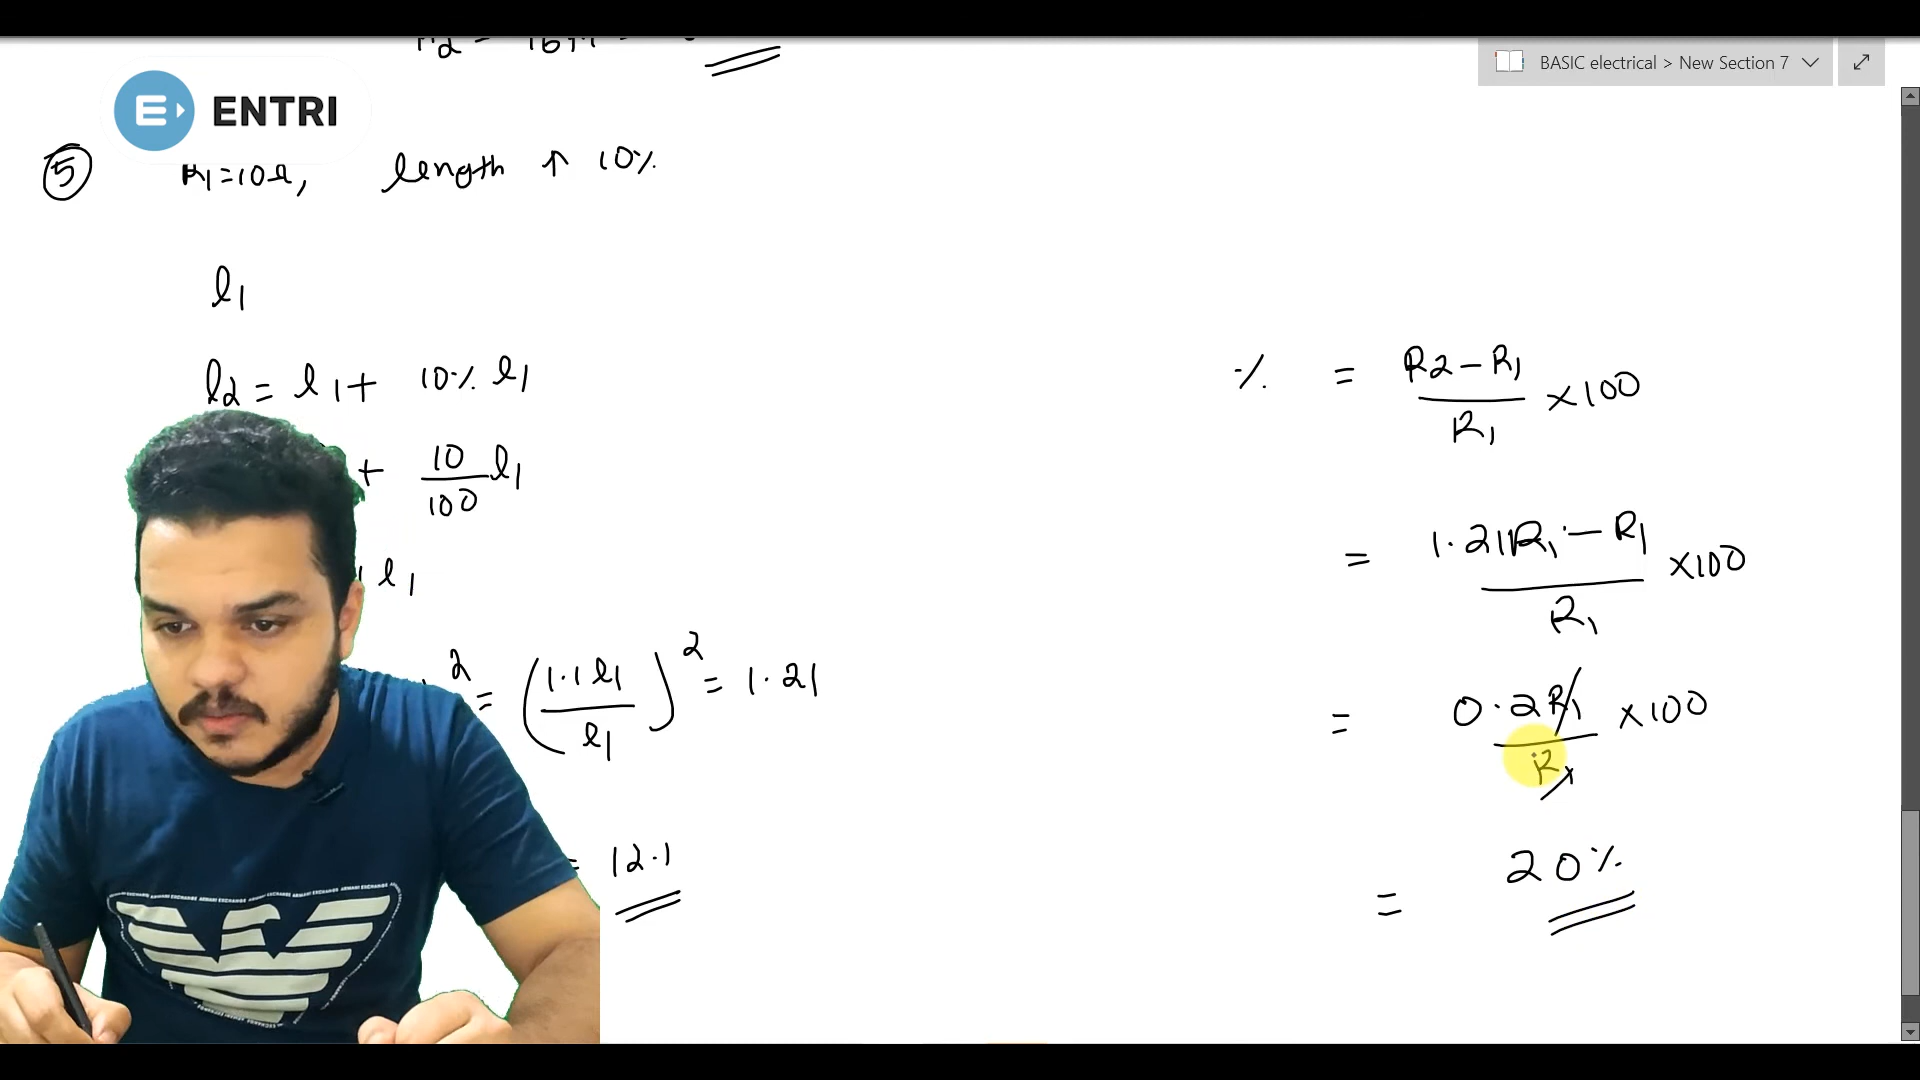 BASIC electrical > New Section 7
ENTRI
5 R1=10Ω, length ↑ 10%
l1
l2 = l1 + 10% l1
+ 10/100 l1
l1
2 = (1.1 l1 / l1)2 = 1.21
= 12.1
% = R2 - R1 / R1 × 100
= 1.21R1 - R1 / R1 ×100
= 0.2R1 / R1 ×100
= 20%